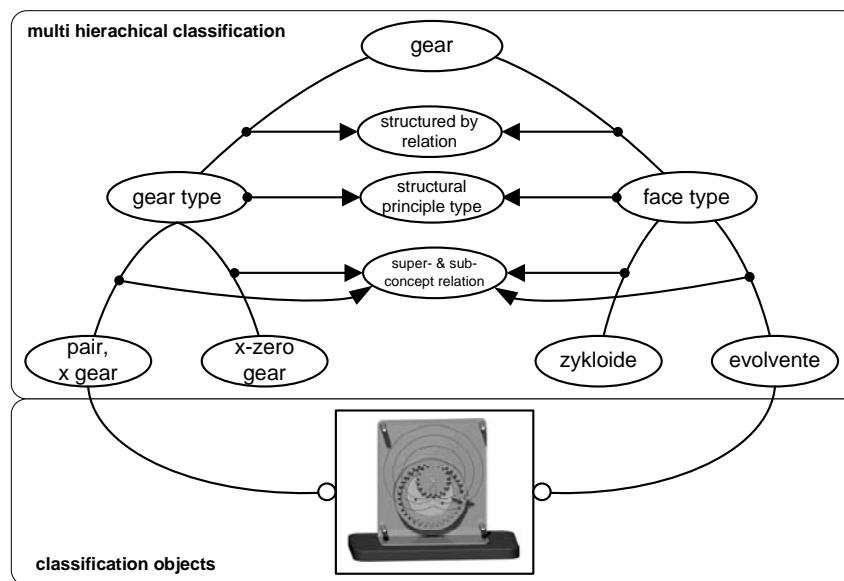 multi hierachical classification
gear
structured by
relation
gear type
structural
principle type
face type
super- & sub-
concept relation
pair,
x gear
x-zero
gear
zykloide
evolvente
classification objects